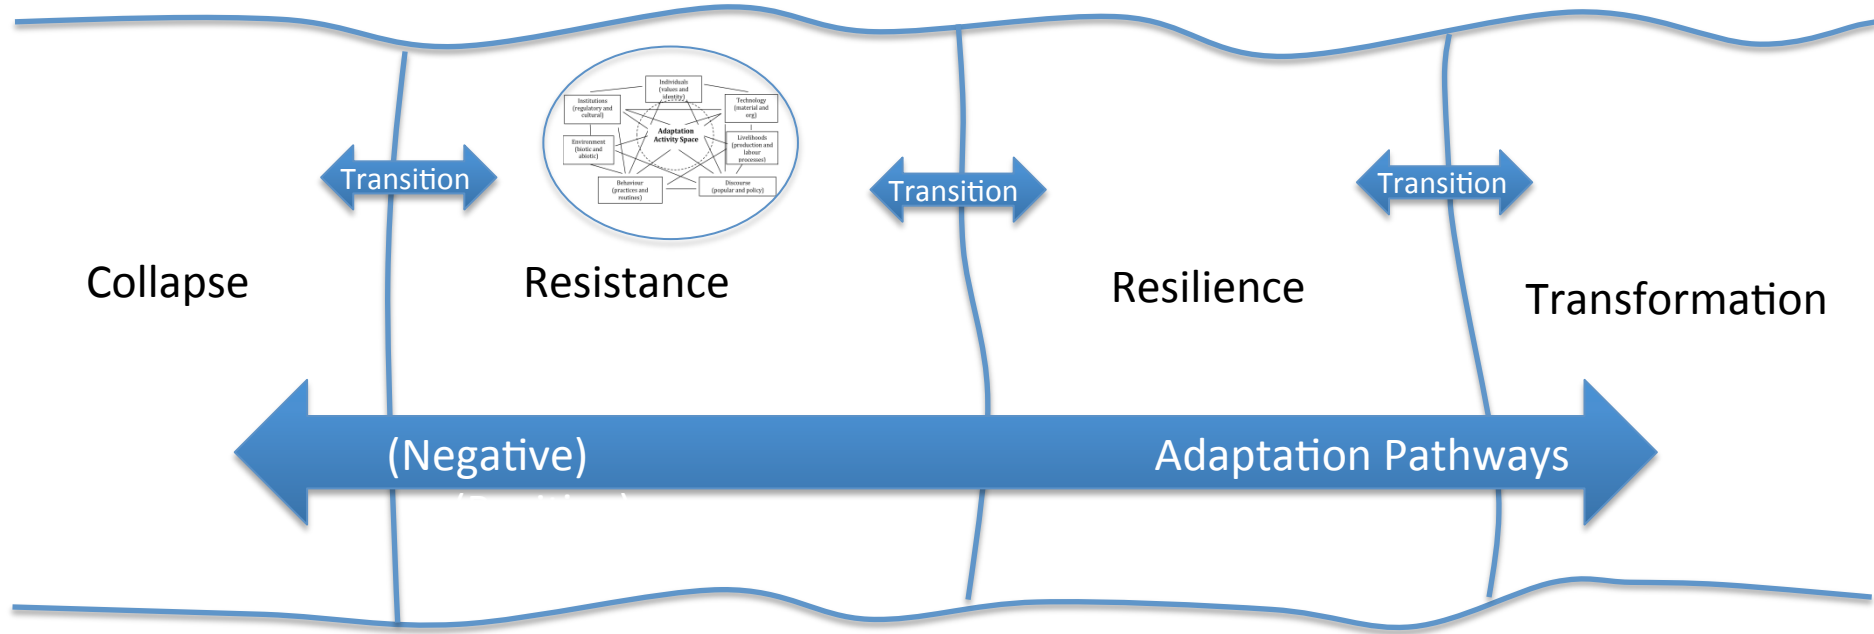 Individuals
(values and
identity)
Institutions
(regulatory and
cultural)
Technology
(material and
org)
Adaptation
Activity Space
Environment
(biotic and
abiotic)
Livelihoods
(production and
labour
processes)
Behaviour
(practices and
routines)
Discourse
(popular and policy)
Transition
Transition
Transition
Collapse
Resistance
Resilience
Transformation
(Negative) Adaptation Pathways